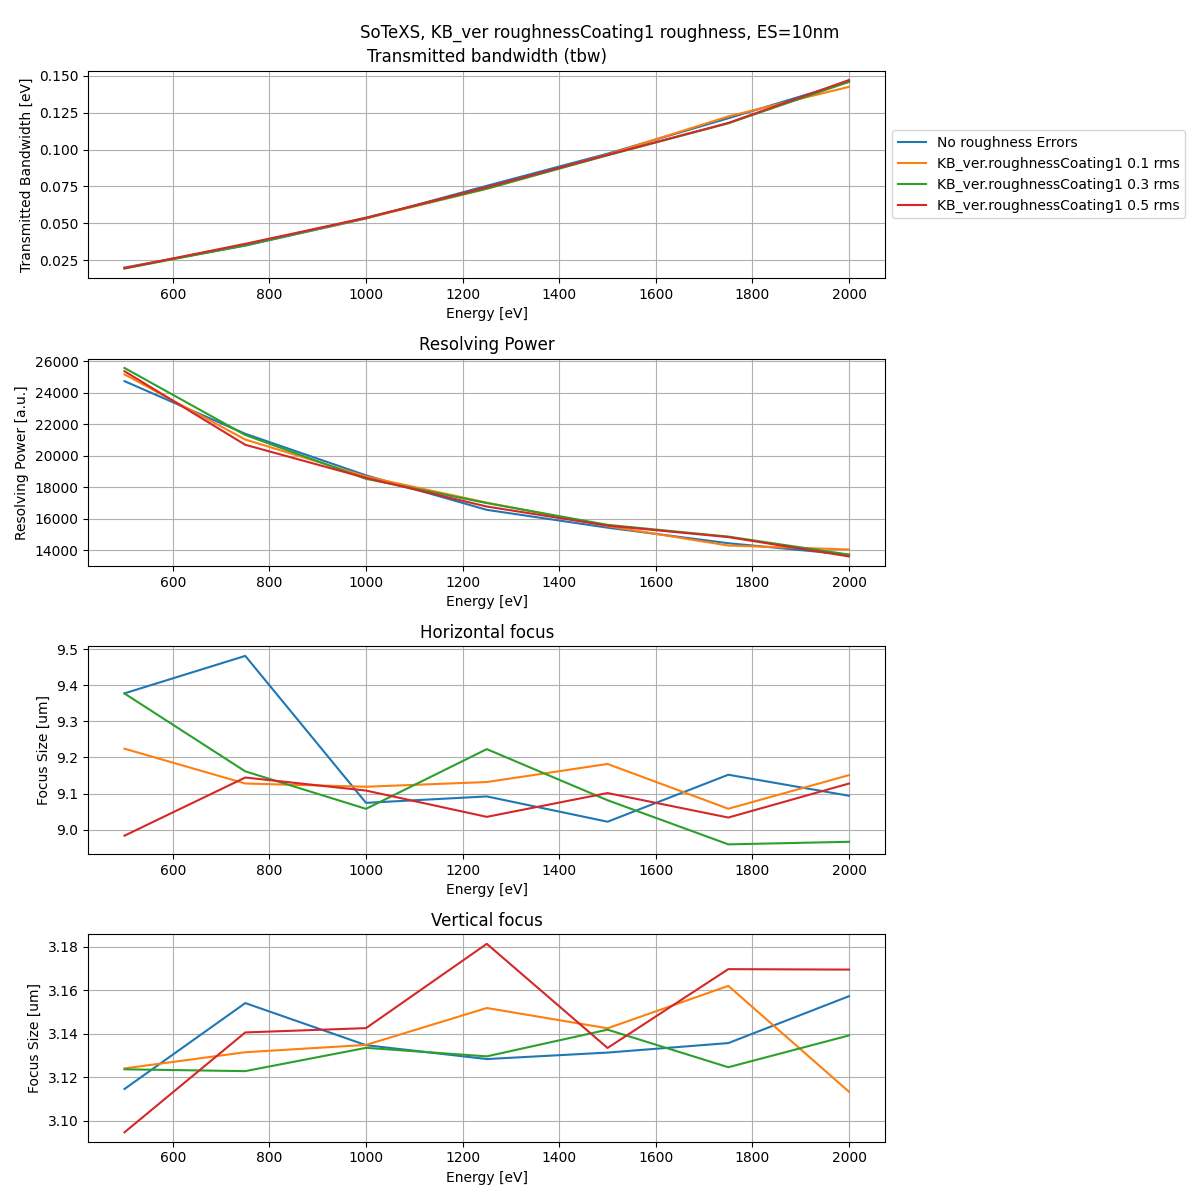 SoTeXS, KB_ver roughnessCoating1 roughness, ES=10nm
Transmitted bandwidth (tbw)
Transmitted Bandwidth [eV]
0.150
0.125
0.100
0.075
0.050
0.025
600 800 1000 1200 1400 1600 1800 2000
Energy [eV]
No roughness Errors
KB_ver.roughnessCoating1 0.1 rms
KB_ver.roughnessCoating1 0.3 rms
KB_ver.roughnessCoating1 0.5 rms
Resolving Power
Resolving Power [a.u.]
26000
24000
22000
20000
18000
16000
14000
600 800 1000 1200 1400 1600 1800 2000
Energy [eV]
Horizontal focus
Focus Size [um]
9.5
9.4
9.3
9.2
9.1
9.0
600 800 1000 1200 1400 1600 1800 2000
Energy [eV]
Vertical focus
Focus Size [um]
3.18
3.16
3.14
3.12
3.10
600 800 1000 1200 1400 1600 1800 2000
Energy [eV]